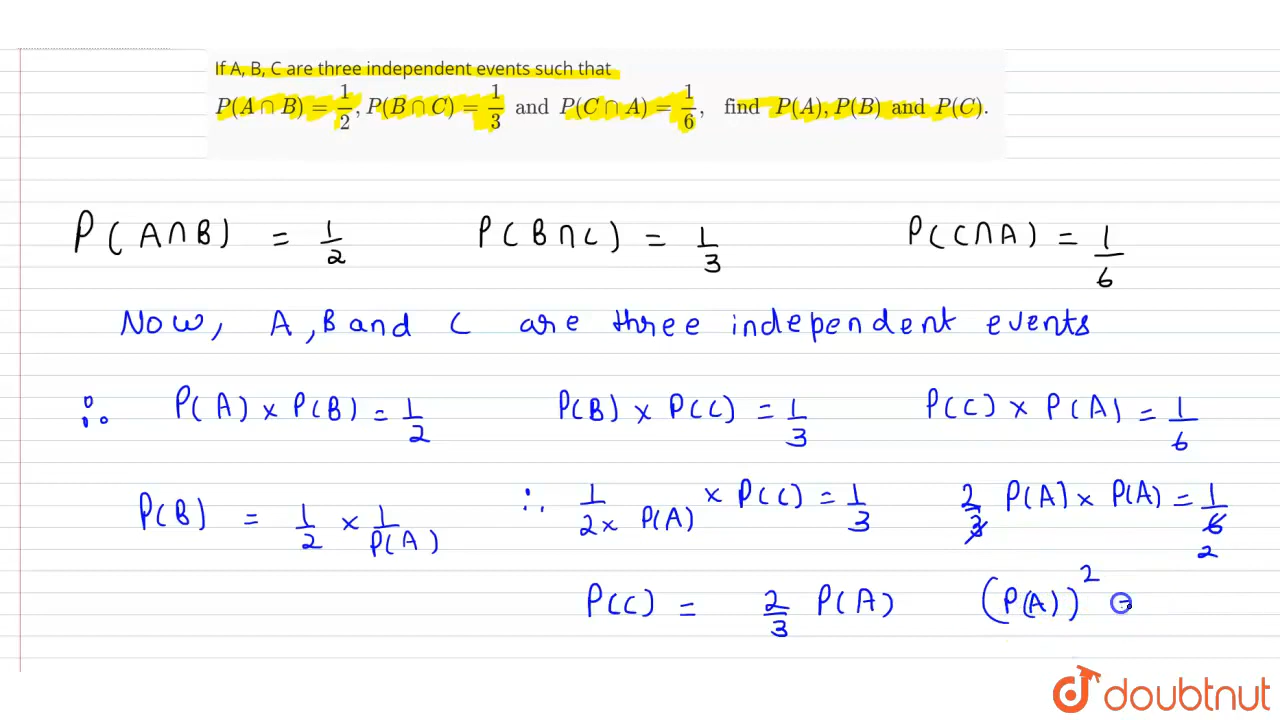 If A, B, C are three independent events such that
P(A ∩ B) = 1/2, P(B ∩ C) = 1/3 and P(C ∩ A) = 1/6, find P(A), P(B) and P(C).
P(A∩B) = 1/2 P(B∩C) = 1/3 P(C∩A) = 1/6
Now, A, B and C are three independent events
∴ P(A) × P(B) = 1/2 P(B) × P(C) = 1/3 P(C) × P(A) = 1/6
P(B) = 1/2 × 1/P(A) ∴ 1/2 × P(A) × P(C) = 1/3 2/3 P(A) × P(A) = 1/6 2
P(C) = 2/3 P(A) (P(A))² =
doubtnut